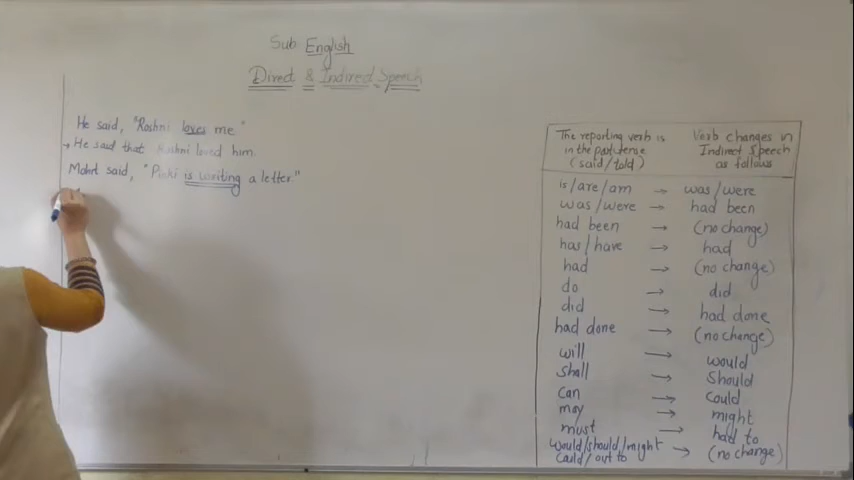 Sub English
Direct & Indirect Speech
He said, "Roshni loves me."
→ He said that Roshni loved him.
Mohit said, "Pinki is writing a letter."
The reporting verb is
in the past tense
(said/told)
Verb changes in
Indirect Speech
as follows
is/are/am → was/were
was/were → had been
had been → (no change)
has/have → had
had → (no change)
do → did
did → had done
had done → (no change)
will → would
shall → Should
can → Could
may → might
must → had to
would/should/might
Could/out to → (no change)